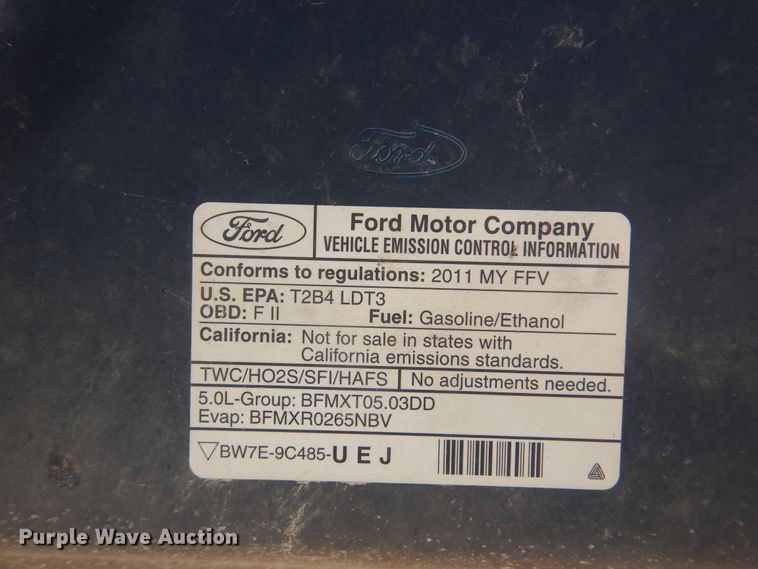 Ford
Ford
Ford Motor Company
VEHICLE EMISSION CONTROL INFORMATION
Conforms to regulations: 2011 MY FFV
U.S. EPA: T2B4 LDT3
OBD: F II Fuel: Gasoline/Ethanol
California: Not for sale in states with
California emissions standards.
TWC/HO2S/SFI/HAFS No adjustments needed.
5.0L-Group: BFMXT05.03DD
Evap: BFMXR0265NBV
BW7E-9C485-U E J
Purple Wave Auction